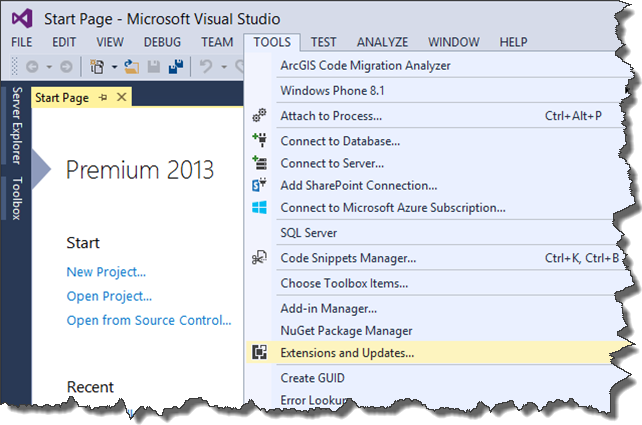 Start Page - Microsoft Visual Studio
FILE EDIT VIEW DEBUG TEAM TOOLS TEST ANALYZE WINDOW HELP
Server Explorer
Toolbox
Start Page
Premium 2013
Start
New Project...
Open Project...
Open from Source Control...
Recent
ArcGIS Code Migration Analyzer
Windows Phone 8.1
Attach to Process... Ctrl+Alt+P
Connect to Database...
Connect to Server...
Add SharePoint Connection...
Connect to Microsoft Azure Subscription...
SQL Server
Code Snippets Manager... Ctrl+K, Ctrl+B
Choose Toolbox Items...
Add-in Manager...
NuGet Package Manager
Extensions and Updates...
Create GUID
Error Lookup